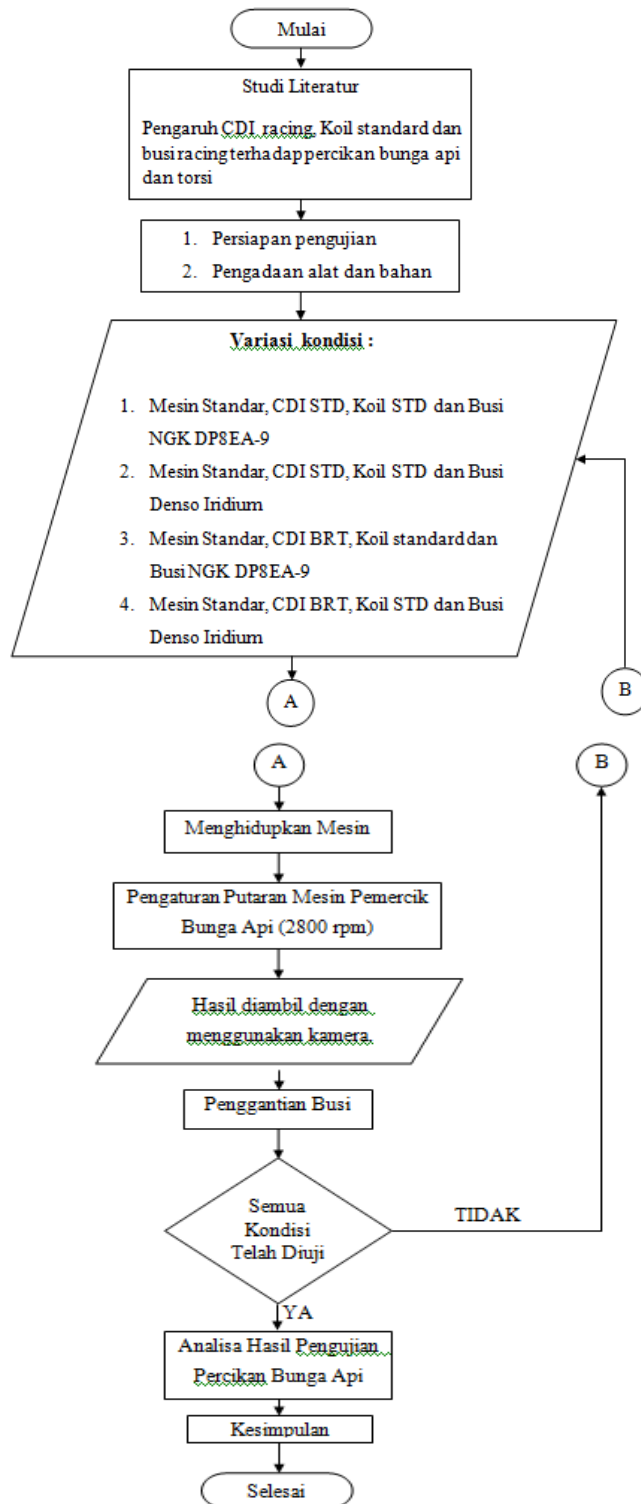 Mulai
Studi Literatur
Pengaruh CDI racing, Koil standard dan
busi racing terhadap percikan bunga api
dan torsi
1. Persiapan pengujian
2. Pengadaan alat dan bahan
Variasi kondisi :
1. Mesin Standar, CDI STD, Koil STD dan Busi
NGK DP8EA-9
2. Mesin Standar, CDI STD, Koil STD dan Busi
Denso Iridium
3. Mesin Standar, CDI BRT, Koil standard dan
Busi NGK DP8EA-9
4. Mesin Standar, CDI BRT, Koil STD dan Busi
Denso Iridium
A
B
A
B
Menghidupkan Mesin
Pengaturan Putaran Mesin Pemercik
Bunga Api (2800 rpm)
Hasil diambil dengan
menggunakan kamera.
Penggantian Busi
Semua
Kondisi
Telah Diuji
TIDAK
YA
Analisa Hasil Pengujian
Percikan Bunga Api
Kesimpulan
Selesai